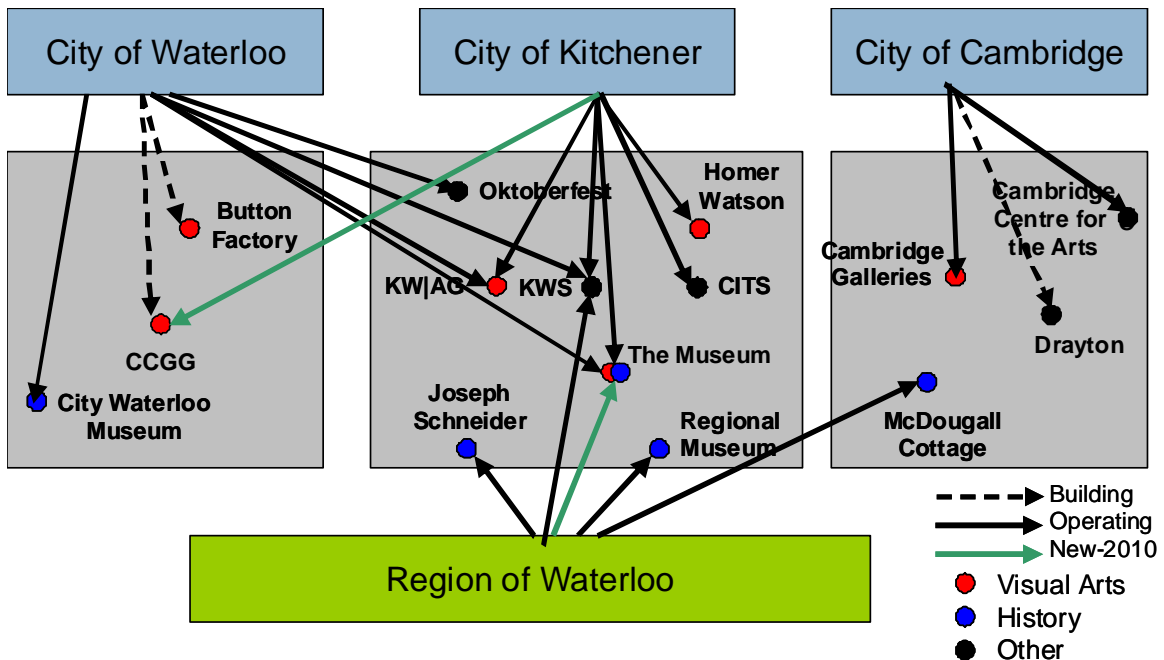 City of Waterloo
City of Kitchener
City of Cambridge
Button
Factory
CCGG
City Waterloo
Museum
Oktoberfest
Homer
Watson
KW|AG
KWS
CITS
The Museum
Joseph
Schneider
Regional
Museum
Cambridge
Centre for
the Arts
Cambridge
Galleries
Drayton
McDougall
Cottage
Region of Waterloo
Building
Operating
New-2010
Visual Arts
History
Other